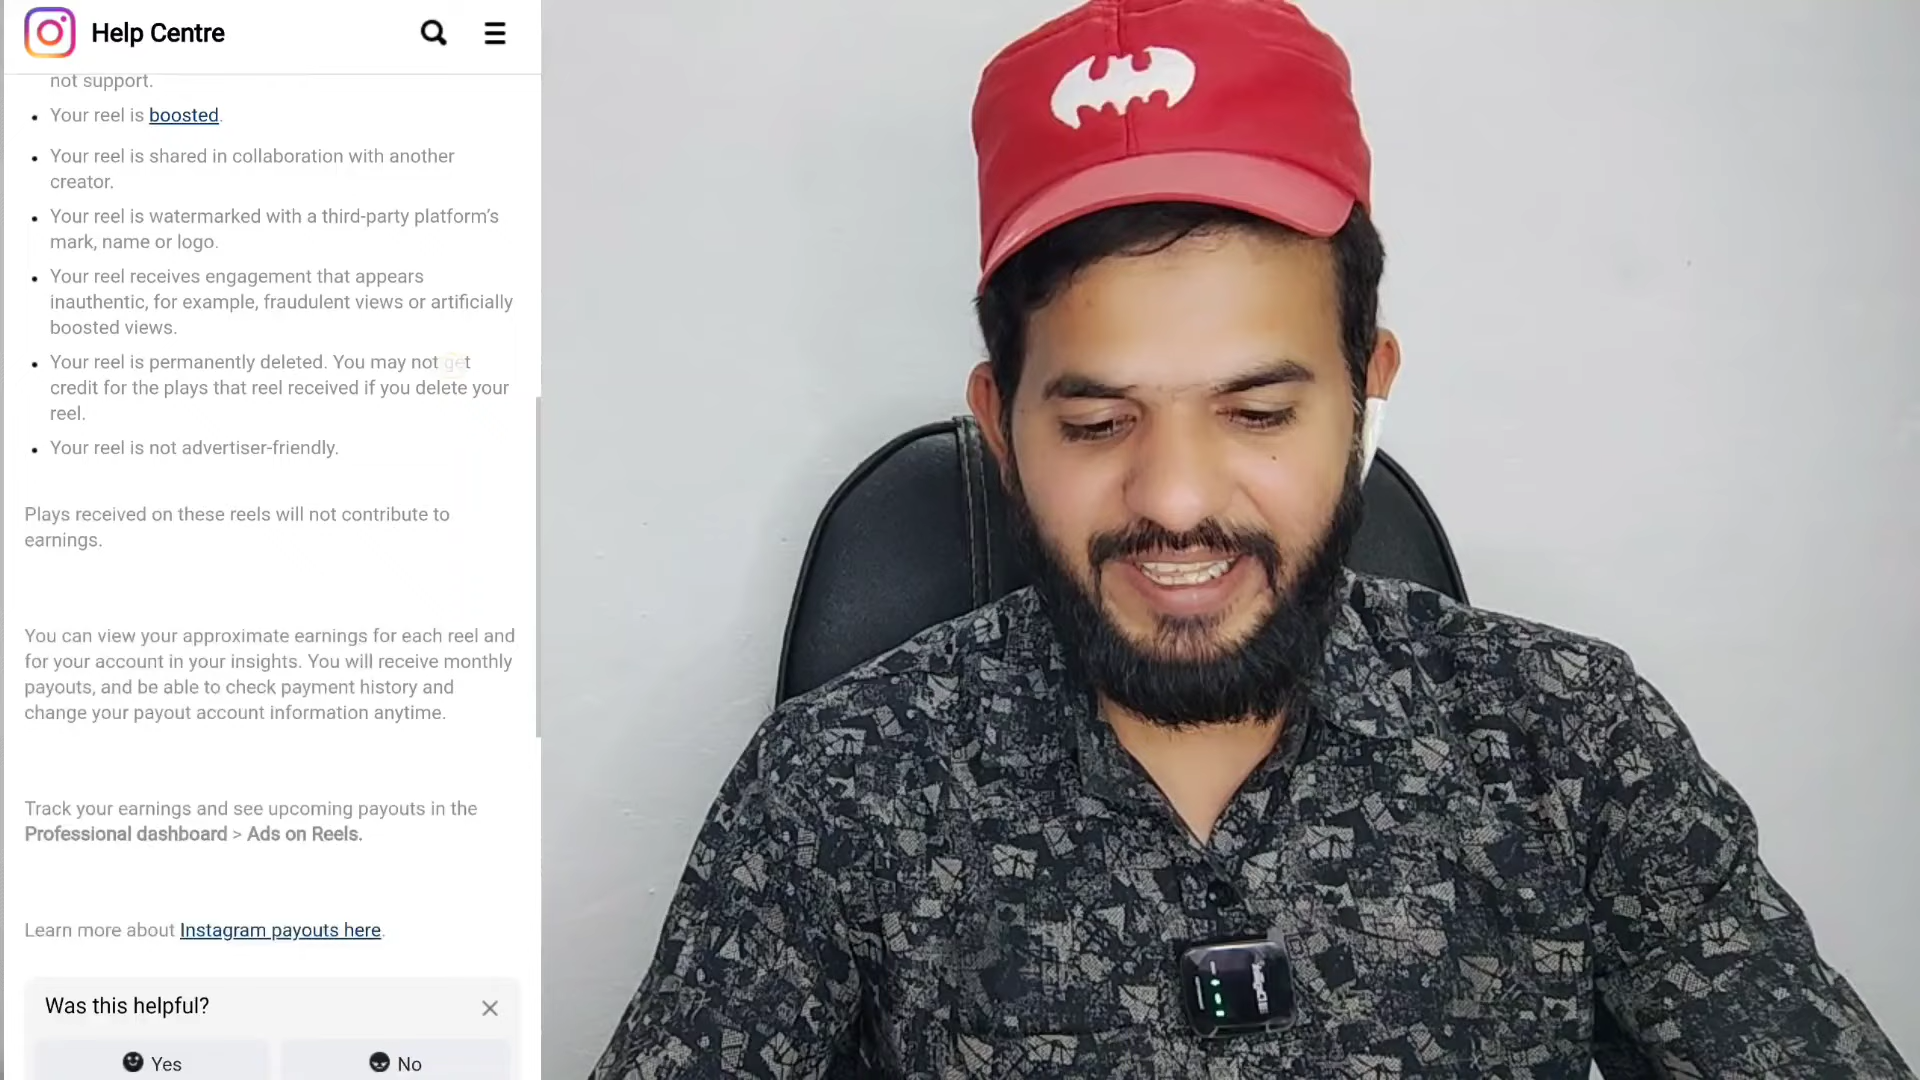 Help Centre
not support.
Your reel is boosted.
Your reel is shared in collaboration with another
creator.
Your reel is watermarked with a third-party platform’s
mark, name or logo.
Your reel receives engagement that appears
inauthentic, for example, fraudulent views or artificially
boosted views.
Your reel is permanently deleted. You may not get
credit for the plays that reel received if you delete your
reel.
Your reel is not advertiser-friendly.
Plays received on these reels will not contribute to
earnings.
You can view your approximate earnings for each reel and
for your account in your insights. You will receive monthly
payouts, and be able to check payment history and
change your payout account information anytime.
Track your earnings and see upcoming payouts in the
Professional dashboard > Ads on Reels.
Learn more about Instagram payouts here.
Was this helpful?
Yes
No